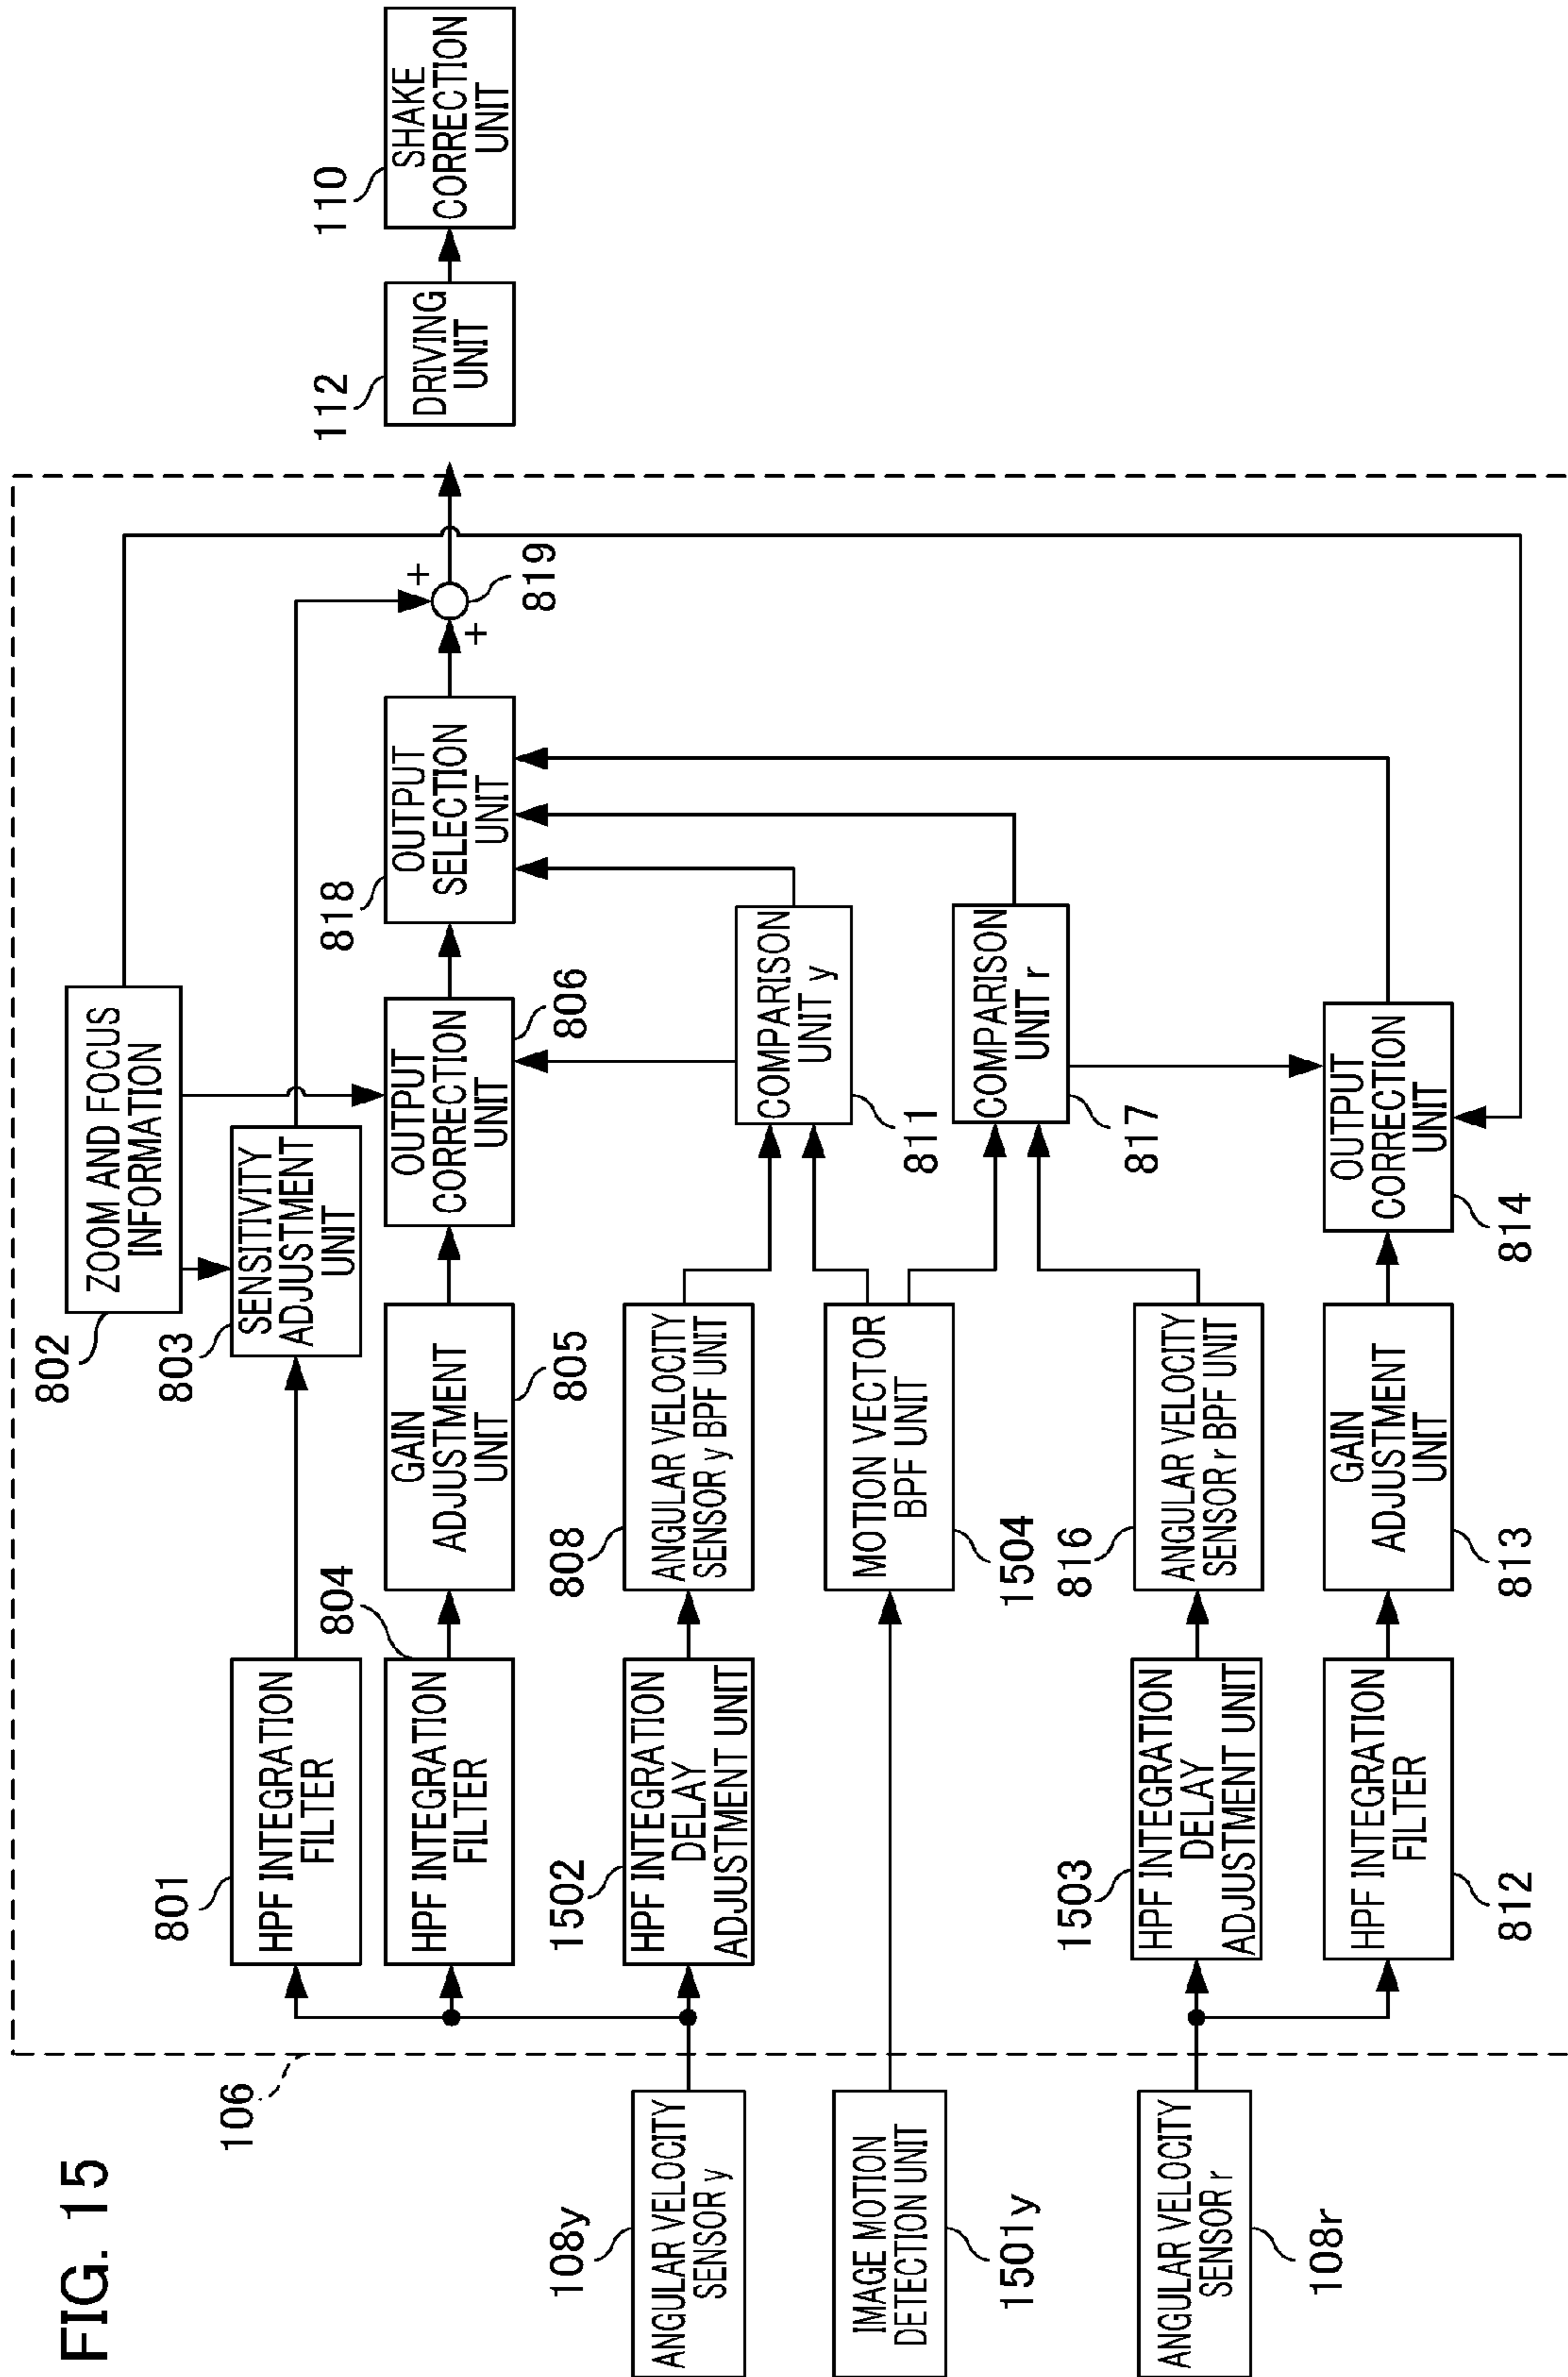 FIG. 15
106
802
ZOOM AND FOCUS
INFORMATION
803
SENSITIVITY
ADJUSTMENT
UNIT
801
HPF INTEGRATION
FILTER
804
HPF INTEGRATION
FILTER
GAIN
ADJUSTMENT
UNIT
805
OUTPUT
CORRECTION
UNIT
806
818
OUTPUT
SELECTION
UNIT
+
+
819
112
DRIVING
UNIT
110
SHAKE
CORRECTION
UNIT
108y
ANGULAR VELOCITY
SENSOR y
1502
HPF INTEGRATION
DELAY
ADJUSTMENT UNIT
808
ANGULAR VELOCITY
SENSOR y BPF UNIT
COMPARISON
UNIT y
811
IMAGE MOTION
DETECTION UNIT
1501y
MOTION VECTOR
BPF UNIT
1504
COMPARISON
UNIT r
817
ANGULAR VELOCITY
SENSOR r
108r
1503
HPF INTEGRATION
DELAY
ADJUSTMENT UNIT
816
ANGULAR VELOCITY
SENSOR r BPF UNIT
HPF INTEGRATION
FILTER
812
GAIN
ADJUSTMENT
UNIT
813
OUTPUT
CORRECTION
UNIT
814